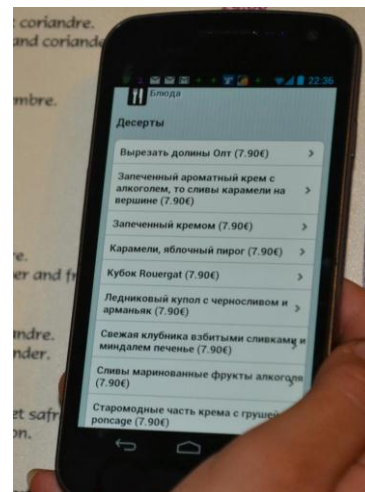 coriandre.
and coriande
mbre.
e.
er and fr
andre.
nder.
et safr
on.
22:36
Блюда
Десерты
Вырезать долины Олт (7.90€)
Запеченный ароматный крем с
алкоголем, то сливы карамели на
вершине (7.90€)
Запеченный кремом (7.90€)
Карамели, яблочный пирог (7.90€)
Кубок Rouergat (7.90€)
Ледниковый купол с черносливом и
арманьяк (7.90€)
Свежая клубника взбитыми сливками и
миндалем печенье (7.90€)
Сливы маринованные фрукты алкоголя
(7.90€)
Старомодные часть крема с грушей
poncage (7.90€)